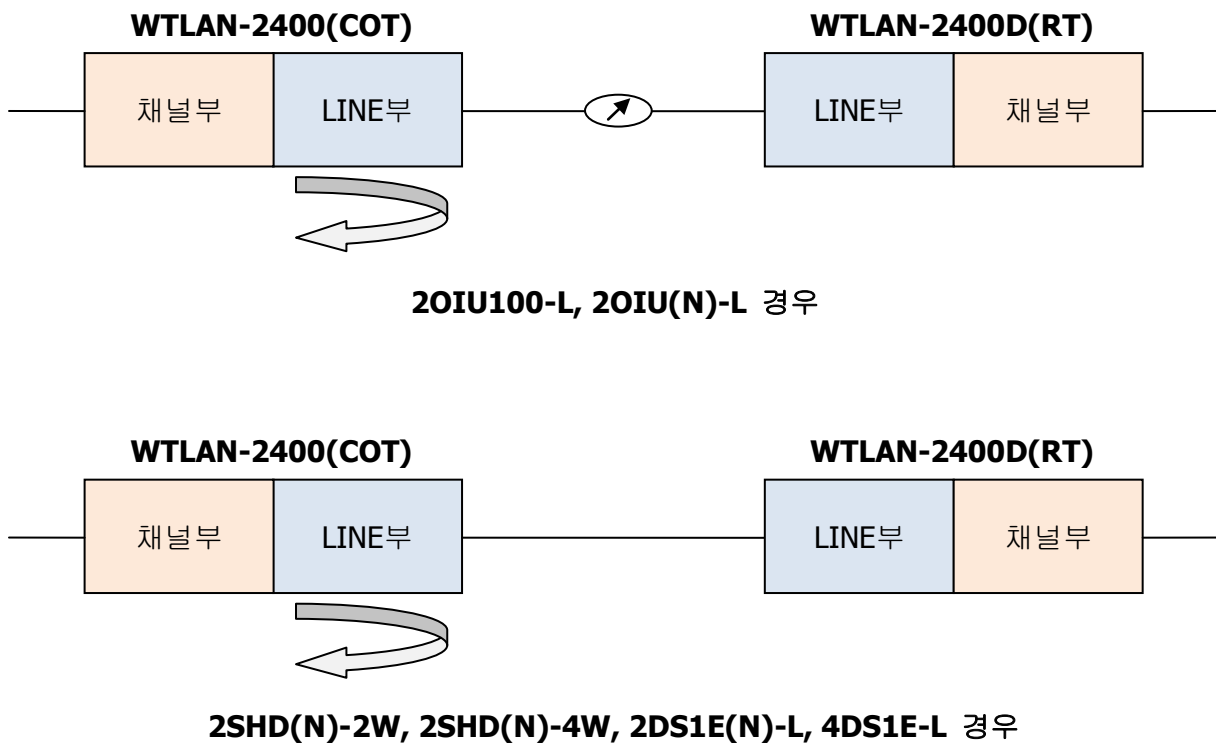 WTLAN-2400(COT) WTLAN-2400D(RT)
채널부 LINE부 LINE부 채널부
2OIU100-L, 2OIU(N)-L 경우
WTLAN-2400(COT) WTLAN-2400D(RT)
채널부 LINE부 LINE부 채널부
2SHD(N)-2W, 2SHD(N)-4W, 2DS1E(N)-L, 4DS1E-L 경우